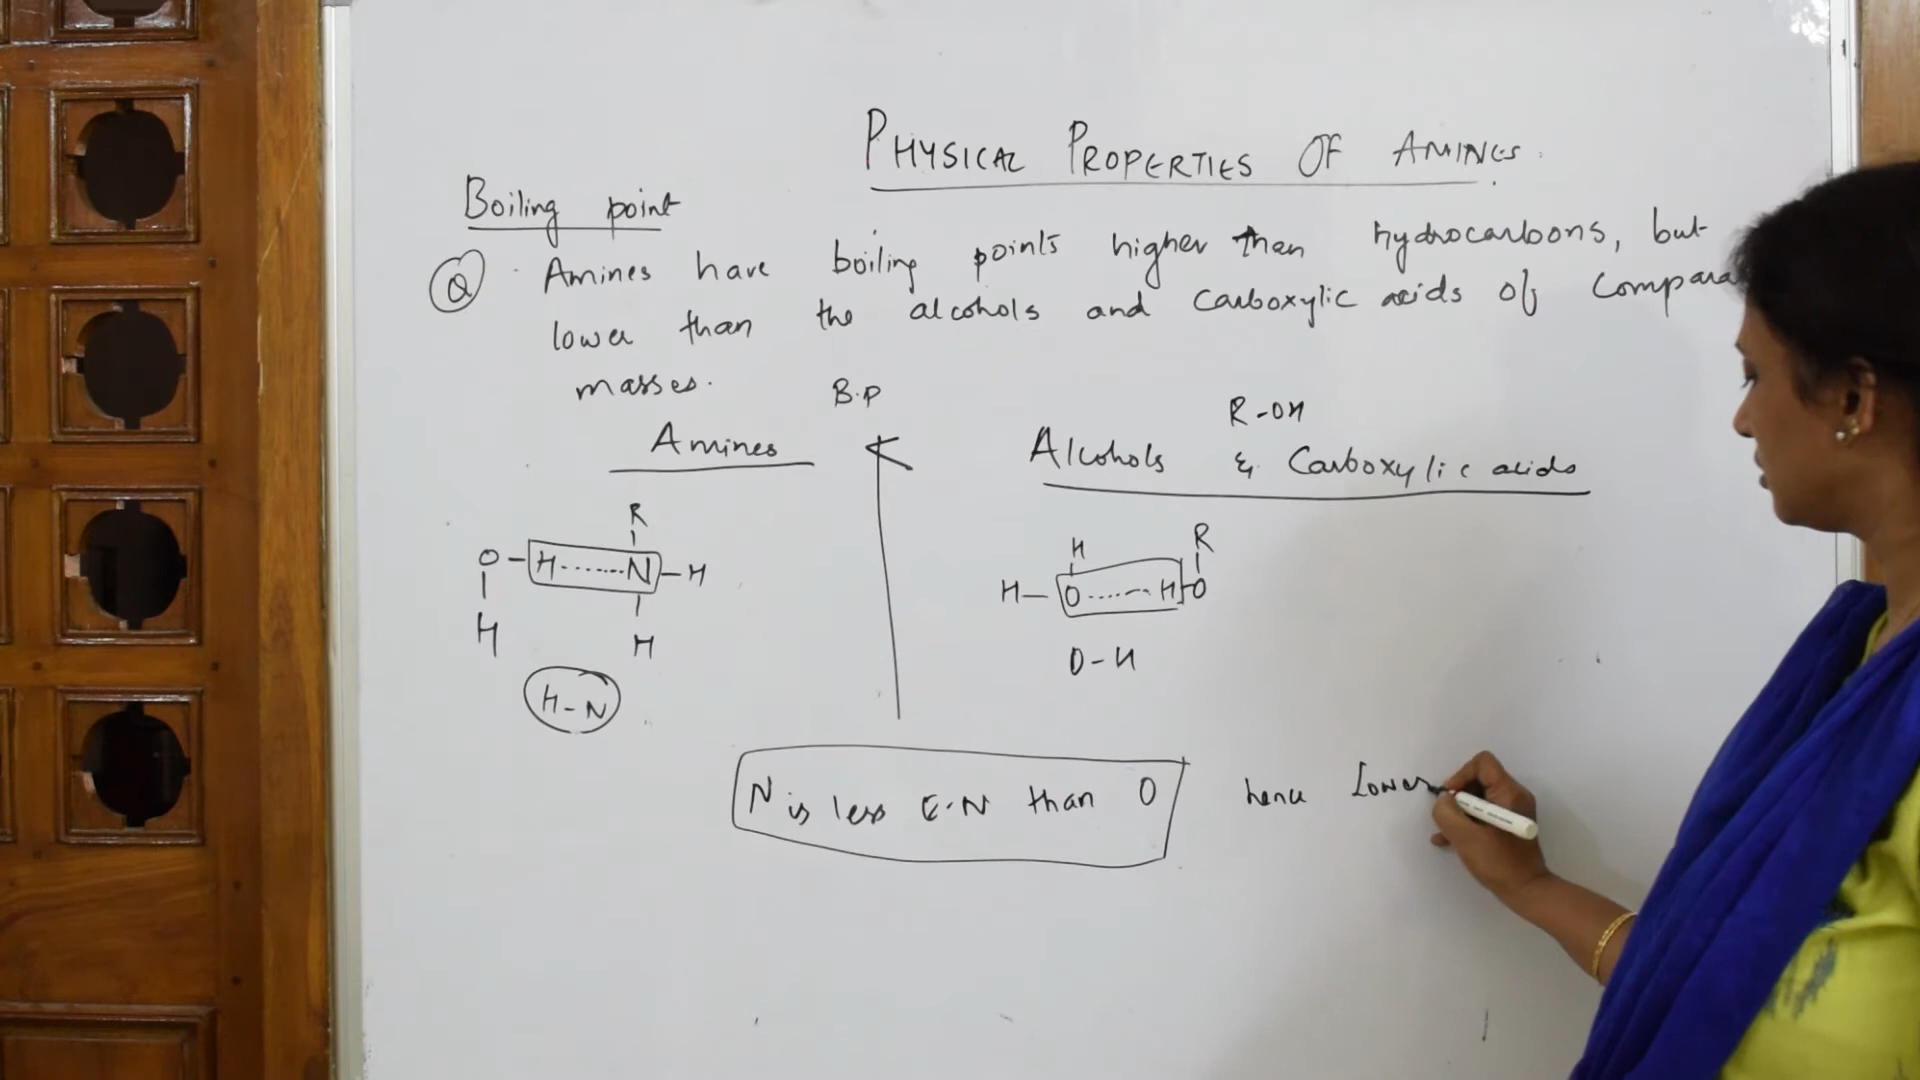 PHYSICAL PROPERTIES OF AMINES.
Boiling point
Q. Amines have boiling points higher than hydrocarbons, but
lower than the alcohols and carboxylic acids of compara
masses.
B.P
R-OH
Amines < Alcohols & Carboxylic acids
R
O-H......N-H
H
H
H-N
H R
H-O......H-O
O-H
N is less E.N than O hence Lower